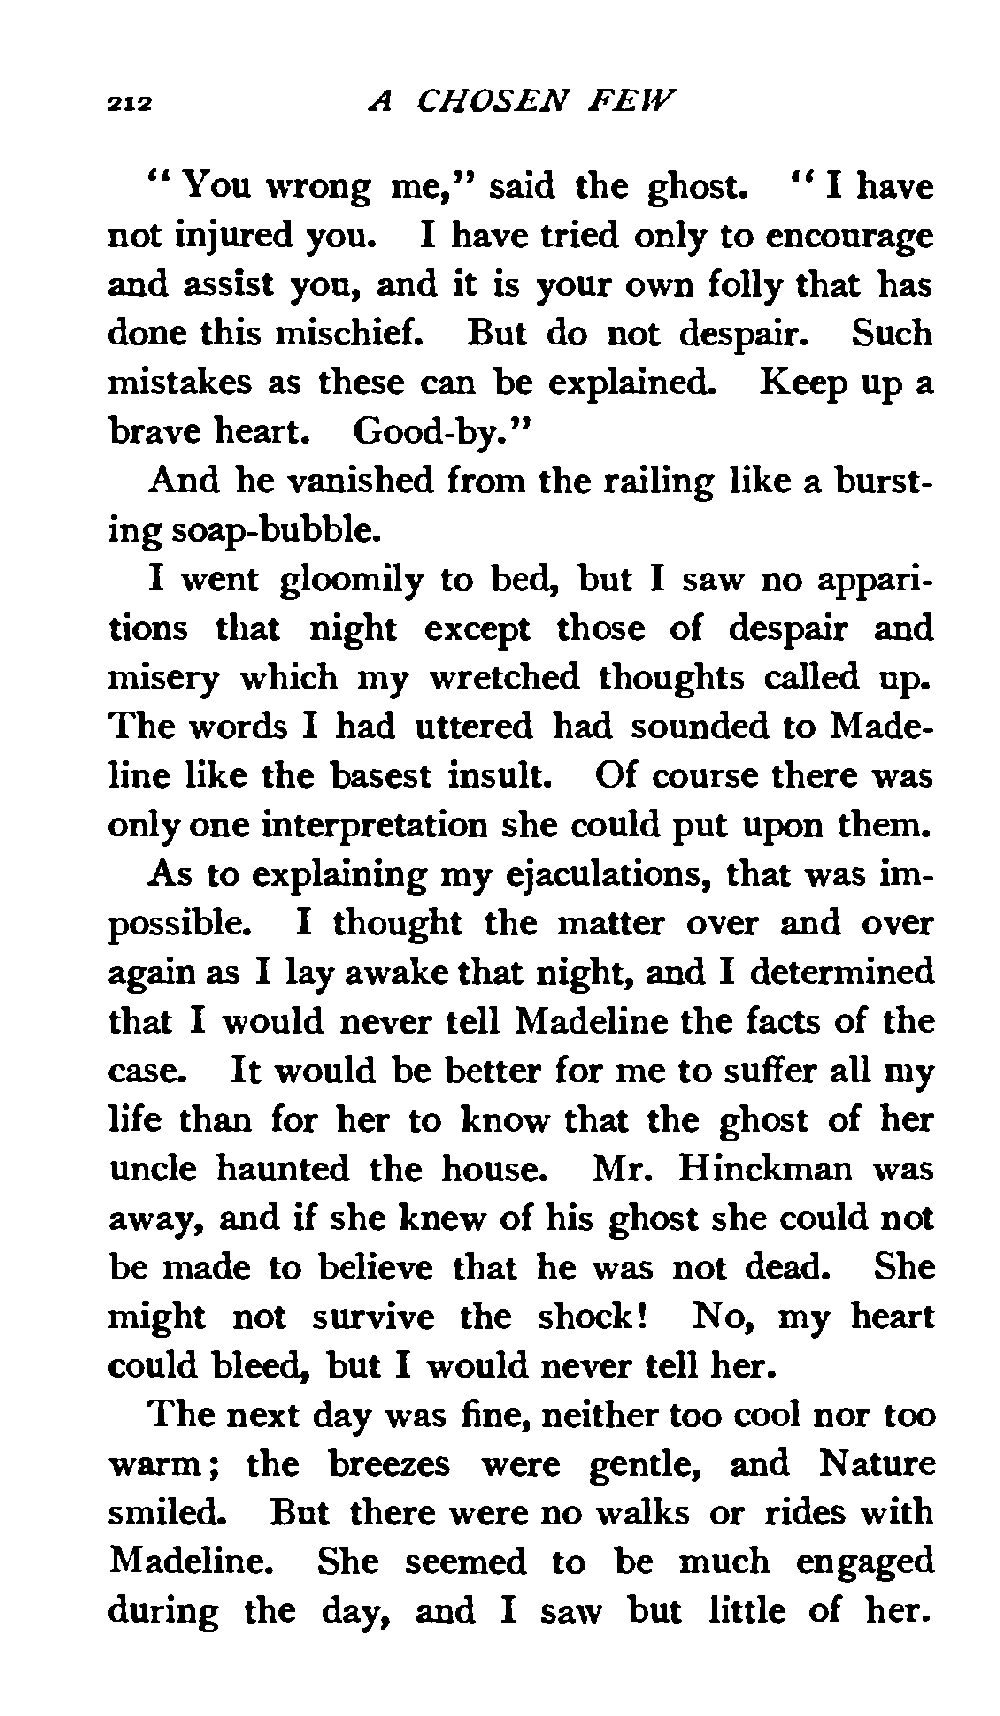 212 A CHOSEN FEW
“ You wrong me,” said the ghost. “ I have
not injured you. I have tried only to encourage
and assist you, and it is your own folly that has
done this mischief. But do not despair. Such
mistakes as these can be explained. Keep up a
brave heart. Good-by.”
And he vanished from the railing like a burst-
ing soap-bubble.
I went gloomily to bed, but I saw no appari-
tions that night except those of despair and
misery which my wretched thoughts called up.
The words I had uttered had sounded to Made-
line like the basest insult. Of course there was
only one interpretation she could put upon them.
As to explaining my ejaculations, that was im-
possible. I thought the matter over and over
again as I lay awake that night, and I determined
that I would never tell Madeline the facts of the
case. It would be better for me to suffer all my
life than for her to know that the ghost of her
uncle haunted the house. Mr. Hinckman was
away, and if she knew of his ghost she could not
be made to believe that he was not dead. She
might not survive the shock! No, my heart
could bleed, but I would never tell her.
The next day was fine, neither too cool nor too
warm; the breezes were gentle, and Nature
smiled. But there were no walks or rides with
Madeline. She seemed to be much engaged
during the day, and I saw but little of her.